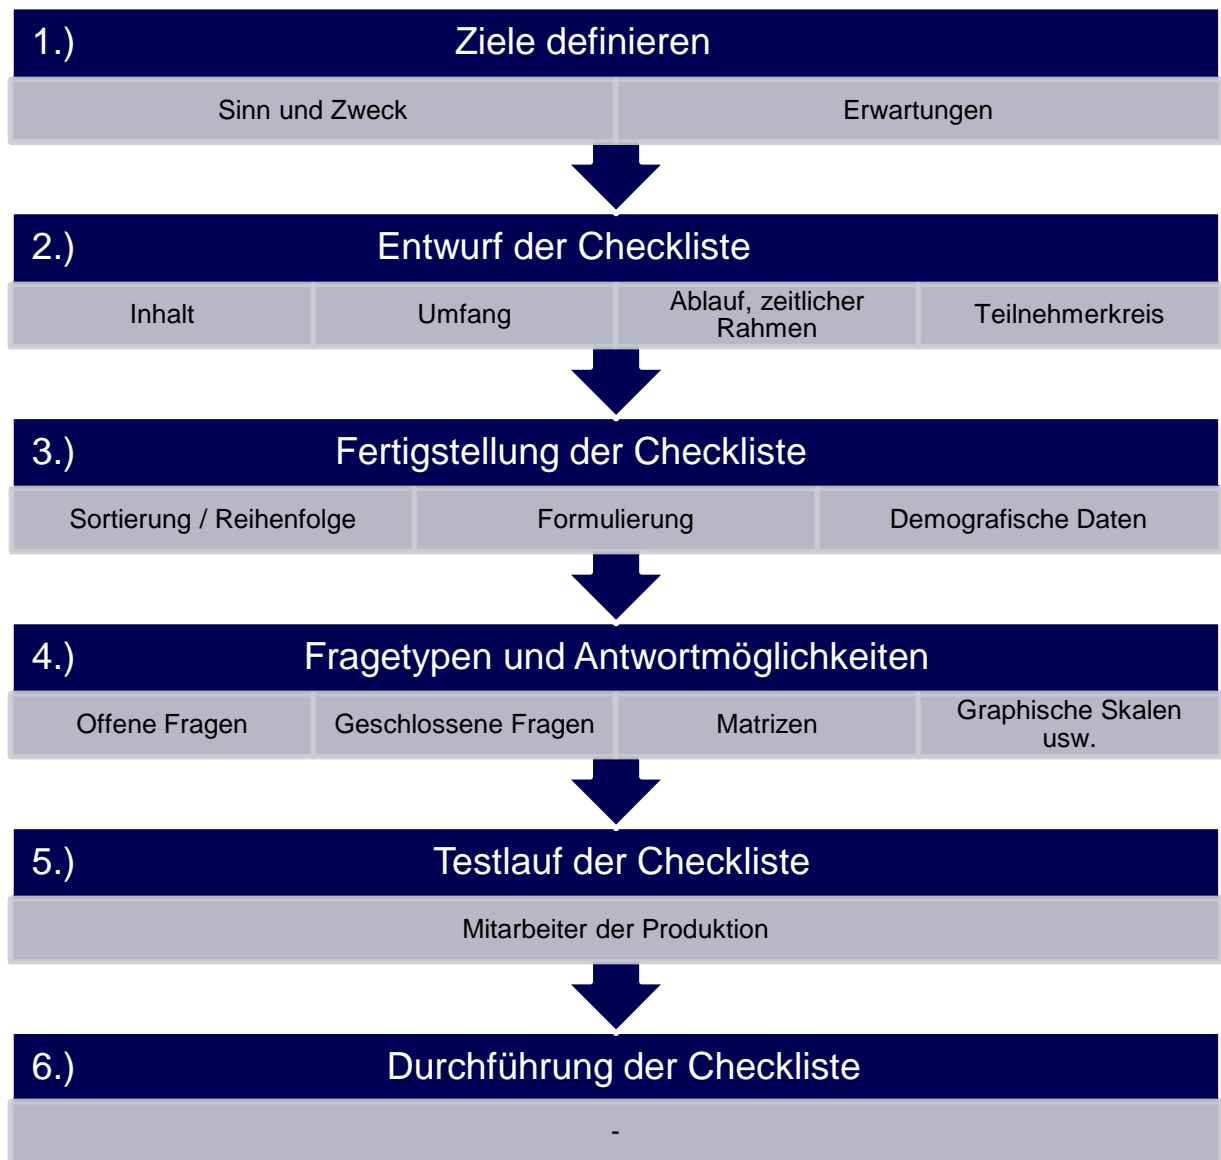 1.) Ziele definieren
Sinn und Zweck Erwartungen
2.) Entwurf der Checkliste
Inhalt Umfang Ablauf, zeitlicher Rahmen Teilnehmerkreis
3.) Fertigstellung der Checkliste
Sortierung / Reihenfolge Formulierung Demografische Daten
4.) Fragetypen und Antwortmöglichkeiten
Offene Fragen Geschlossene Fragen Matrizen Graphische Skalen usw.
5.) Testlauf der Checkliste
Mitarbeiter der Produktion
6.) Durchführung der Checkliste
-